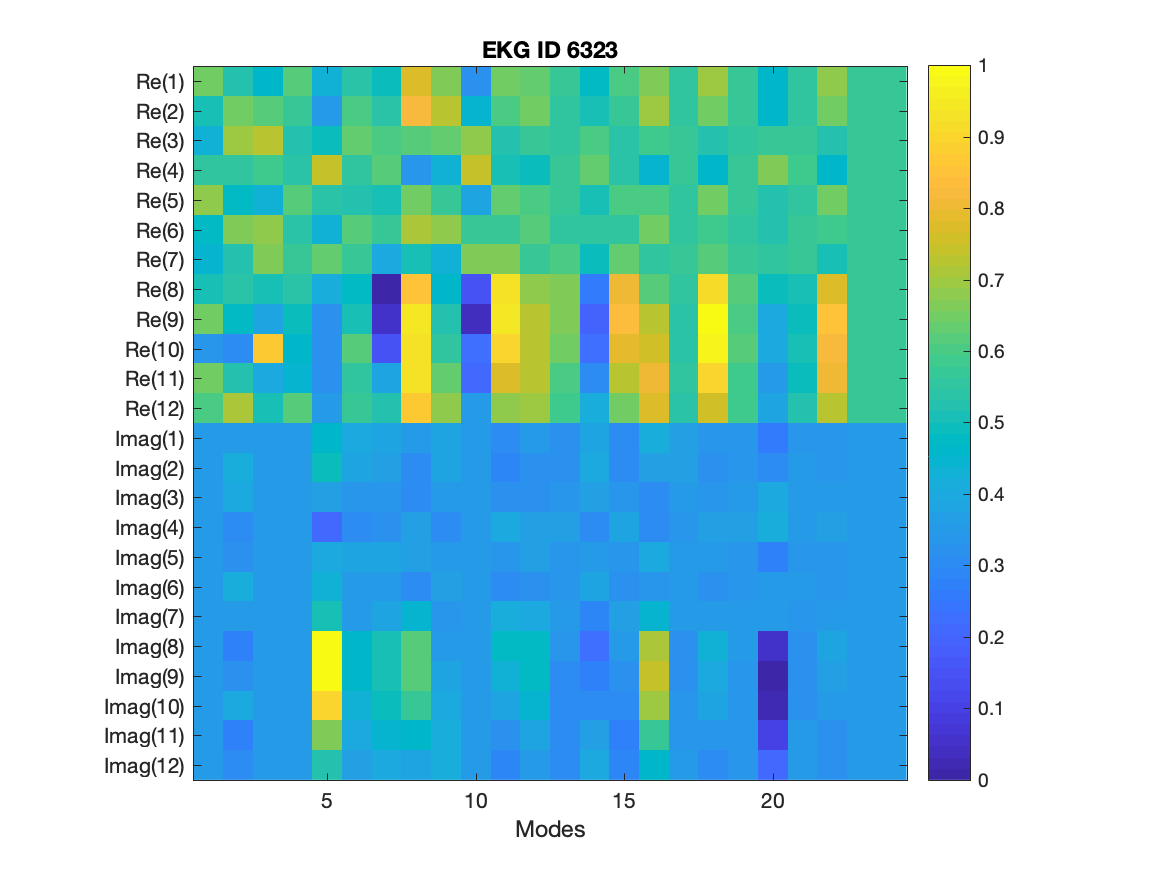 EKG ID 6323
Re(1)
Re(2)
Re(3)
Re(4)
Re(5)
Re(6)
Re(7)
Re(8)
Re(9)
Re(10)
Re(11)
Re(12)
Imag(1)
Imag(2)
Imag(3)
Imag(4)
Imag(5)
Imag(6)
Imag(7)
Imag(8)
Imag(9)
Imag(10)
Imag(11)
Imag(12)
5 10 15 20
Modes
1
0.9
0.8
0.7
0.6
0.5
0.4
0.3
0.2
0.1
0